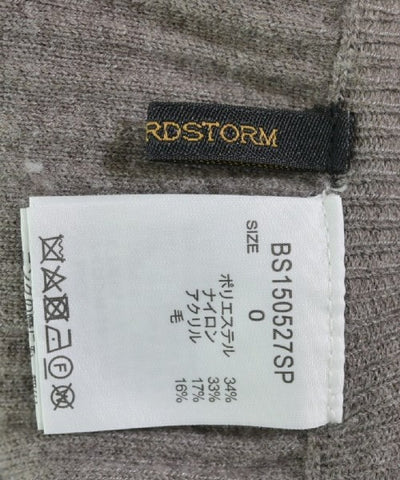 RDSTORM
BS150527SP
SIZE 0
ポリエステル 34%
ナイロン 33%
アクリル 17%
毛 16%
F